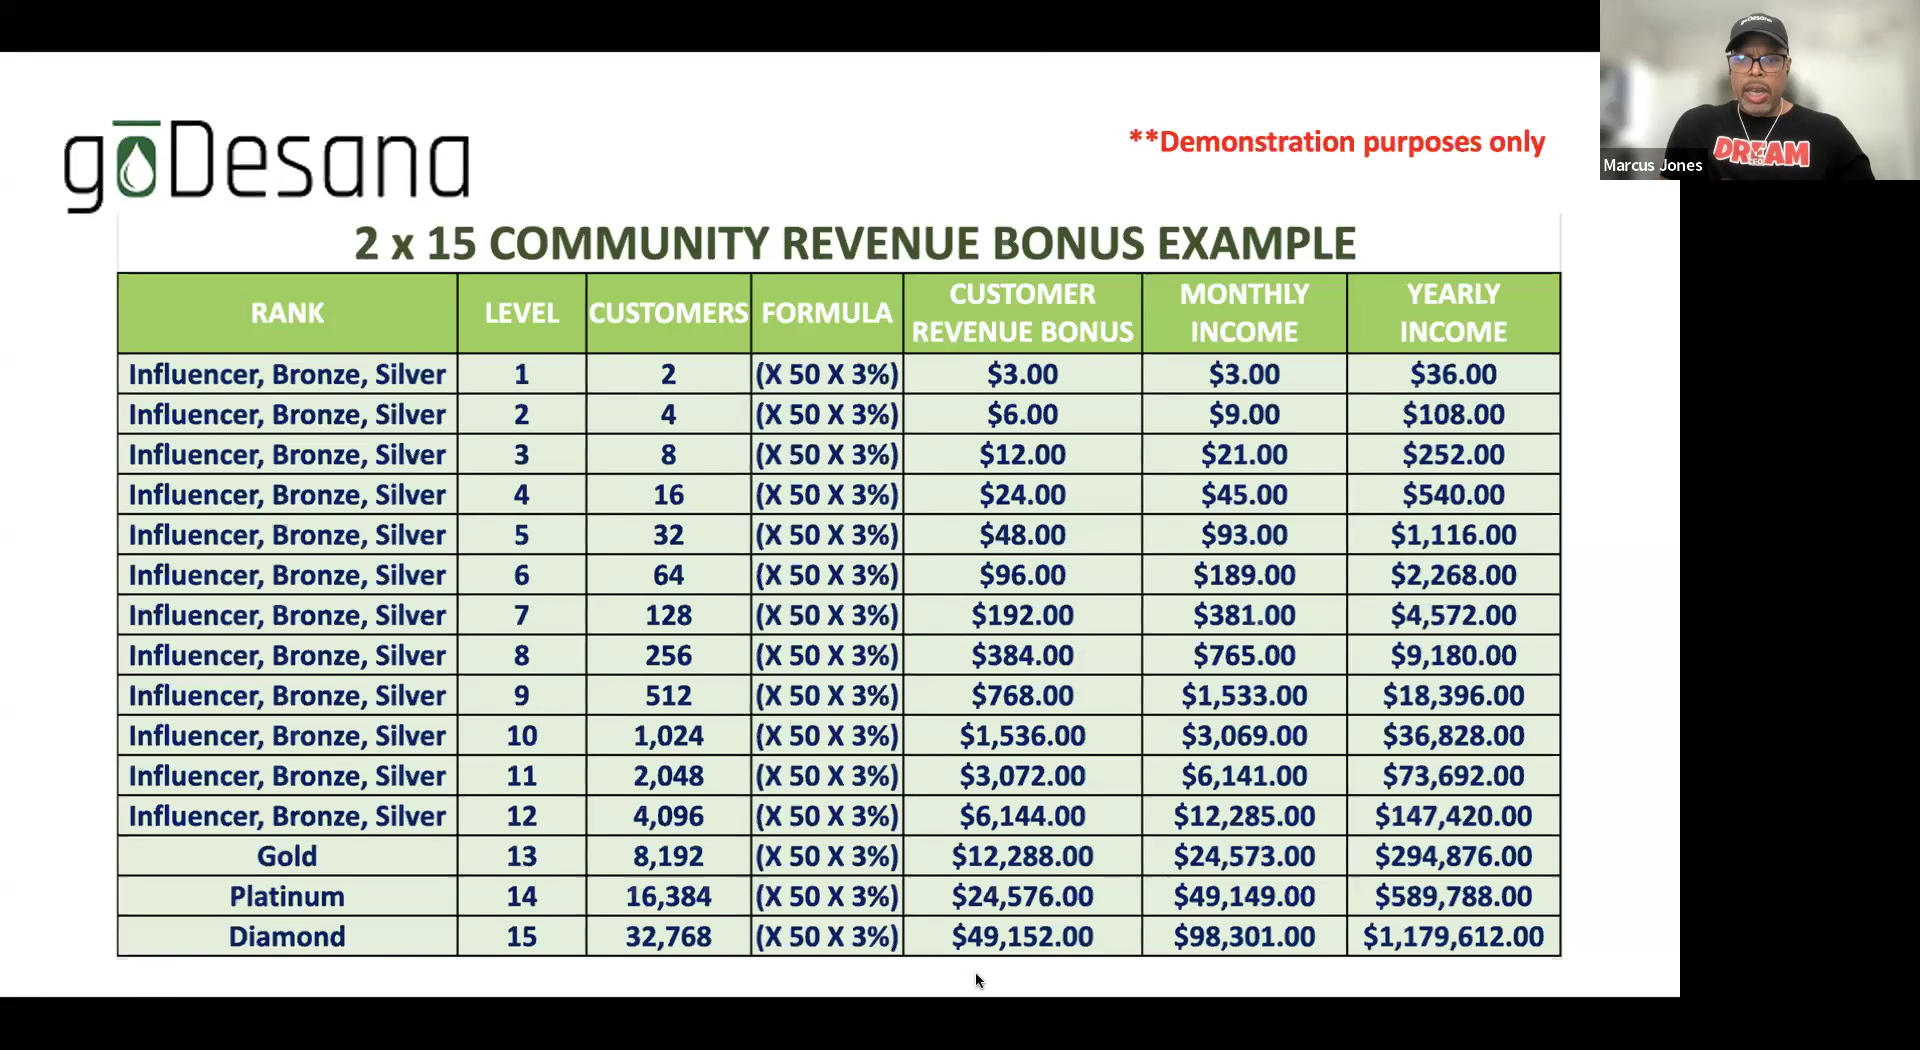 gōDesana
**Demonstration purposes only
goDesana
DREAM
CEO
Marcus Jones
2 x 15 COMMUNITY REVENUE BONUS EXAMPLE
RANK LEVEL CUSTOMERS FORMULA CUSTOMER REVENUE BONUS MONTHLY INCOME YEARLY INCOME
Influencer, Bronze, Silver 1 2 (X 50 X 3%) $3.00 $3.00 $36.00
Influencer, Bronze, Silver 2 4 (X 50 X 3%) $6.00 $9.00 $108.00
Influencer, Bronze, Silver 3 8 (X 50 X 3%) $12.00 $21.00 $252.00
Influencer, Bronze, Silver 4 16 (X 50 X 3%) $24.00 $45.00 $540.00
Influencer, Bronze, Silver 5 32 (X 50 X 3%) $48.00 $93.00 $1,116.00
Influencer, Bronze, Silver 6 64 (X 50 X 3%) $96.00 $189.00 $2,268.00
Influencer, Bronze, Silver 7 128 (X 50 X 3%) $192.00 $381.00 $4,572.00
Influencer, Bronze, Silver 8 256 (X 50 X 3%) $384.00 $765.00 $9,180.00
Influencer, Bronze, Silver 9 512 (X 50 X 3%) $768.00 $1,533.00 $18,396.00
Influencer, Bronze, Silver 10 1,024 (X 50 X 3%) $1,536.00 $3,069.00 $36,828.00
Influencer, Bronze, Silver 11 2,048 (X 50 X 3%) $3,072.00 $6,141.00 $73,692.00
Influencer, Bronze, Silver 12 4,096 (X 50 X 3%) $6,144.00 $12,285.00 $147,420.00
Gold 13 8,192 (X 50 X 3%) $12,288.00 $24,573.00 $294,876.00
Platinum 14 16,384 (X 50 X 3%) $24,576.00 $49,149.00 $589,788.00
Diamond 15 32,768 (X 50 X 3%) $49,152.00 $98,301.00 $1,179,612.00